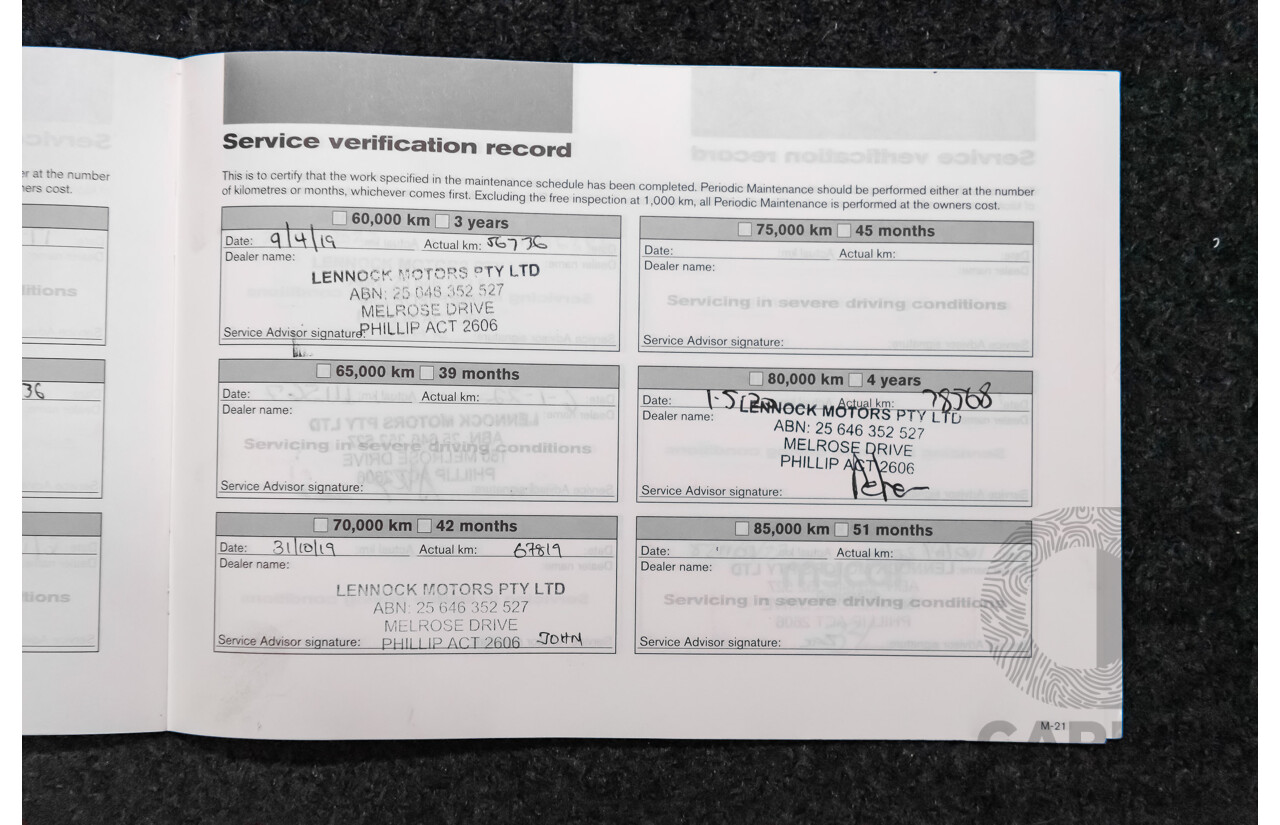 Service verification record
er at the number
ners cost.
This is to certify that the work specified in the maintenance schedule has been completed. Periodic Maintenance should be performed either at the number
of kilometres or months, whichever comes first. Excluding the free inspection at 1,000 km, all Periodic Maintenance is performed at the owners cost.
60,000 km 3 years
Date: 9/4/19 Actual km: 56736
Dealer name:
LENNOCK MOTORS PTY LTD
ABN: 25 646 352 527
MELROSE DRIVE
Service Advisor signature: PHILLIP ACT 2606
75,000 km 45 months
Date: Actual km:
Dealer name:
Servicing in severe driving conditions
Service Advisor signature:
65,000 km 39 months
Date: Actual km:
Dealer name:
Servicing in severe driving conditions
Service Advisor signature:
80,000 km 4 years
Date: 1-5/20 Actual km: 78568
Dealer name: LENNOCK MOTORS PTY LTD
ABN: 25 646 352 527
MELROSE DRIVE
PHILLIP ACT 2606
Service Advisor signature:
70,000 km 42 months
Date: 31/10/19 Actual km: 67819
Dealer name:
LENNOCK MOTORS PTY LTD
ABN: 25 646 352 527
MELROSE DRIVE
Service Advisor signature: PHILLIP ACT 2606 JOHN
85,000 km 51 months
Date: Actual km:
Dealer name:
Servicing in severe driving conditions
Service Advisor signature:
36
itions
tions
M-21